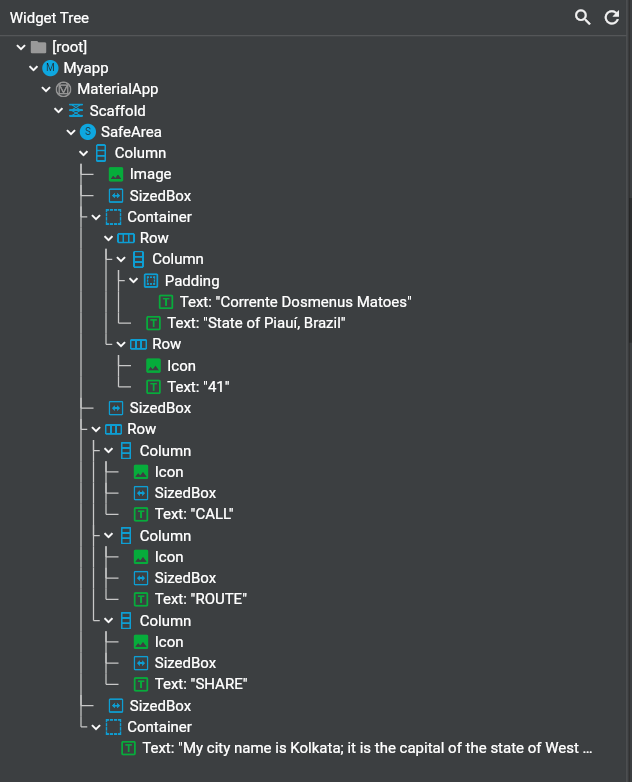 Widget Tree
[root]
M Myapp
M MaterialApp
Scaffold
S SafeArea
Column
Image
SizedBox
Container
Row
Column
Padding
T Text: "Corrente Dosmenus Matoes"
T Text: "State of Piauí, Brazil"
Row
Icon
T Text: "41"
SizedBox
Row
Column
Icon
SizedBox
T Text: "CALL"
Column
Icon
SizedBox
T Text: "ROUTE"
Column
Icon
SizedBox
T Text: "SHARE"
SizedBox
Container
T Text: "My city name is Kolkata; it is the capital of the state of West ...